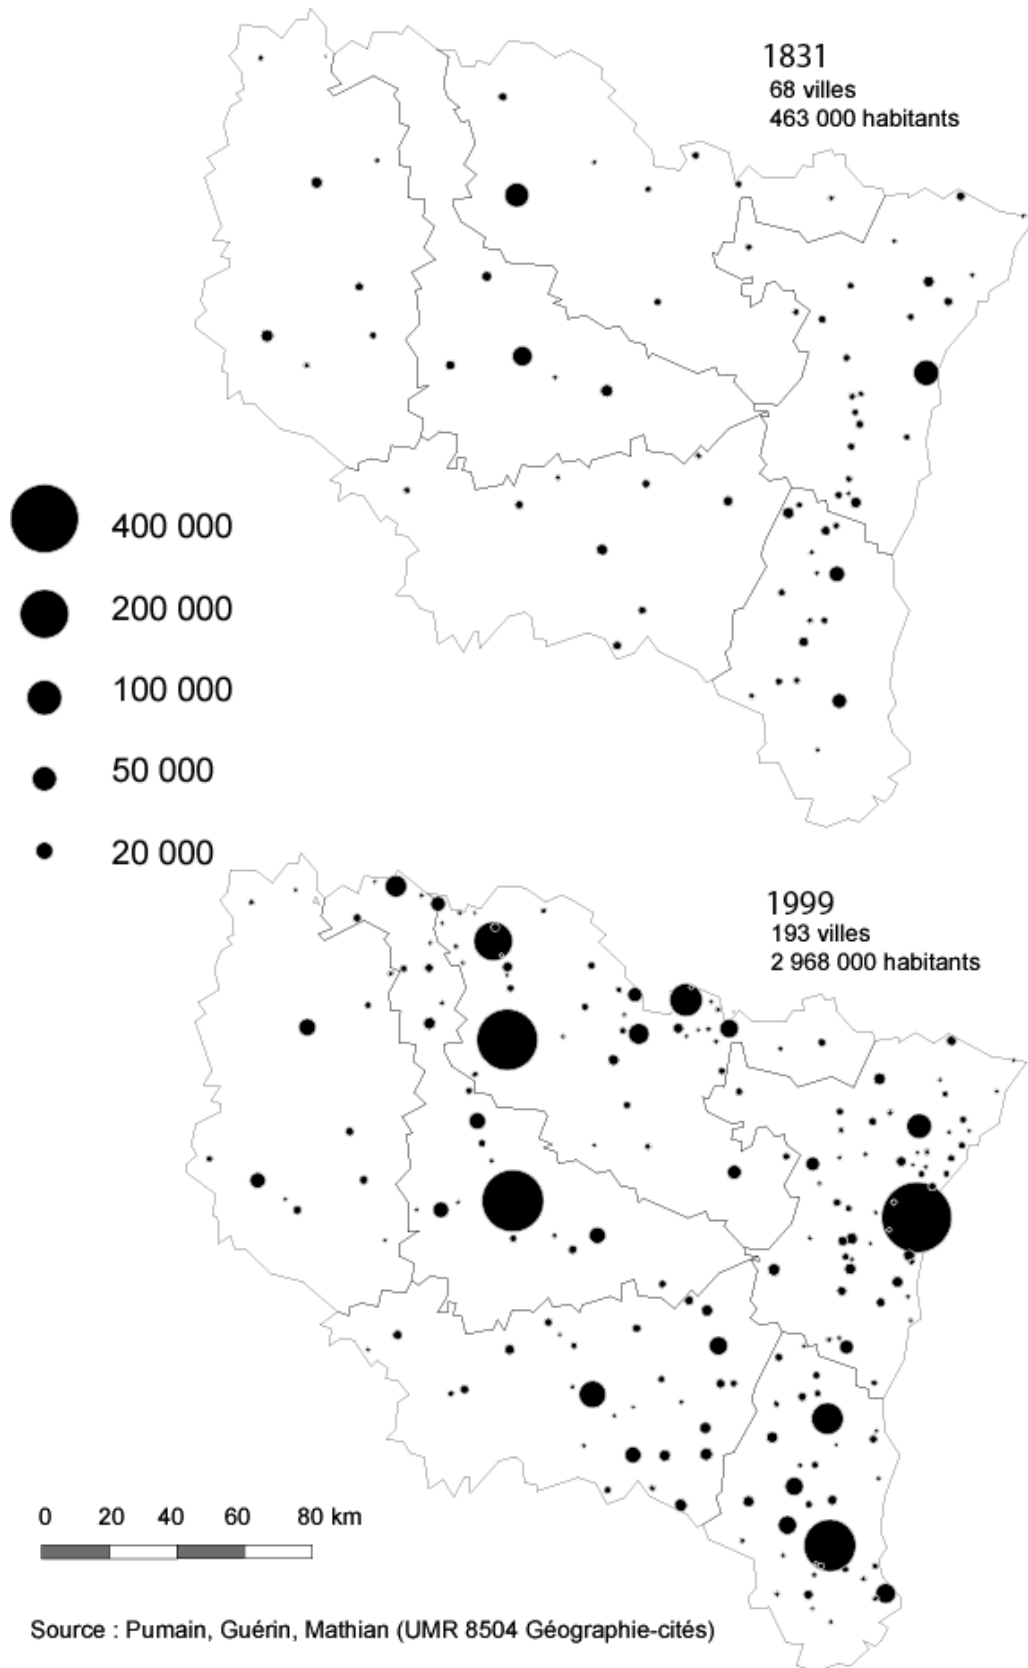 1831
68 villes
463 000 habitants
400 000
200 000
100 000
50 000
20 000
1999
193 villes
2 968 000 habitants
0 20 40 60 80 km
Source : Pumain, Guérin, Mathian (UMR 8504 Géographie-cités)